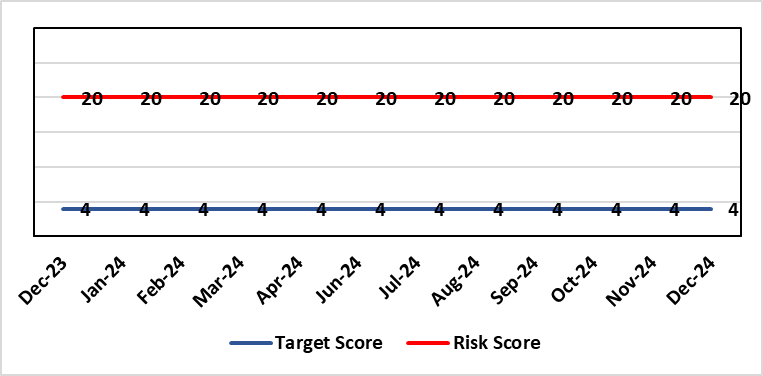 20 20 20 20 20 20 20 20 20 20 20 20
4 4 4 4 4 4 4 4 4 4 4 4
Dec-23 Jan-24 Feb-24 Mar-24 Apr-24 Jun-24 Jul-24 Aug-24 Sep-24 Oct-24 Nov-24 Dec-24
Target Score Risk Score